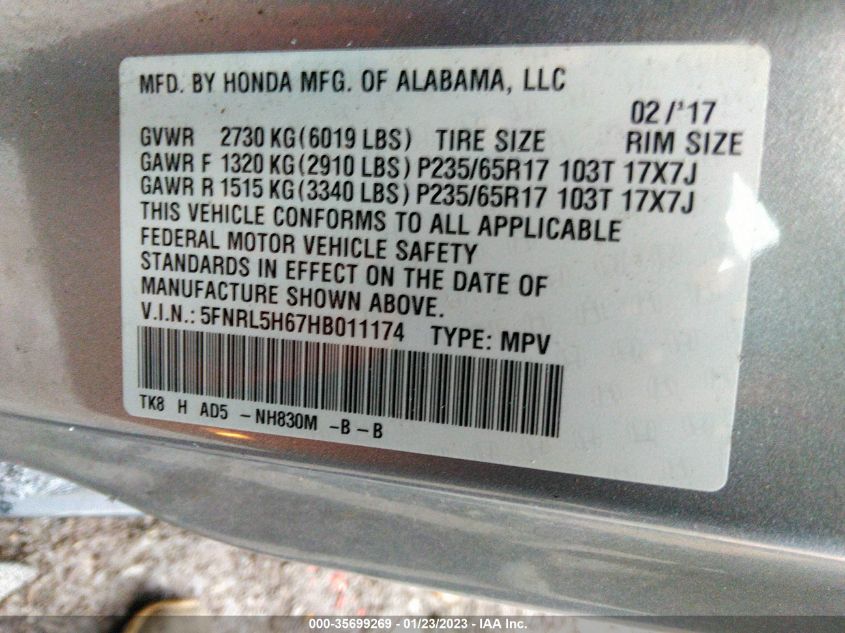 MFD. BY HONDA MFG. OF ALABAMA, LLC
02/'17
GVWR 2730 KG(6019 LBS) TIRE SIZE RIM SIZE
GAWR F 1320 KG(2910 LBS) P235/65R17 103T 17X7J
GAWR R 1515 KG(3340 LBS) P235/65R17 103T 17X7J
THIS VEHICLE CONFORMS TO ALL APPLICABLE
FEDERAL MOTOR VEHICLE SAFETY
STANDARDS IN EFFECT ON THE DATE OF
MANUFACTURE SHOWN ABOVE.
V.I.N.: 5FNRL5H67HB011174 TYPE: MPV
TK8 H AD5 -NH830M -B-B
000-35699269 - 01/23/2023 - IAA Inc.